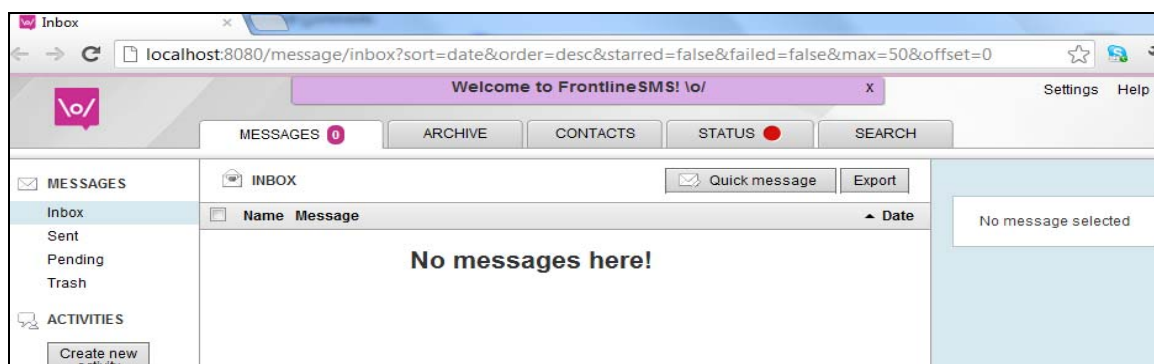 Inbox
localhost:8080/message/inbox?sort=date&order=desc&starred=false&failed=false&max=50&offset=0
Welcome to FrontlineSMS! \o/ x
Settings Help
\o/
MESSAGES 0 ARCHIVE CONTACTS STATUS SEARCH
MESSAGES
Inbox
Sent
Pending
Trash
ACTIVITIES
Create new
activity
INBOX
Quick message Export
Name Message Date
No messages here!
No message selected